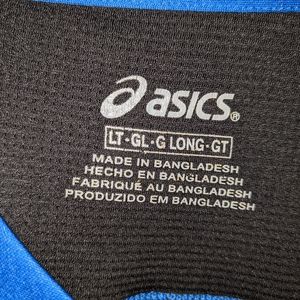 asics®
LT-GL-G LONG-GT
MADE IN BANGLADESH
HECHO EN BANGLADESH
FABRIQUÉ AU BANGLADESH
PRODUZIDO EM BANGLADESH